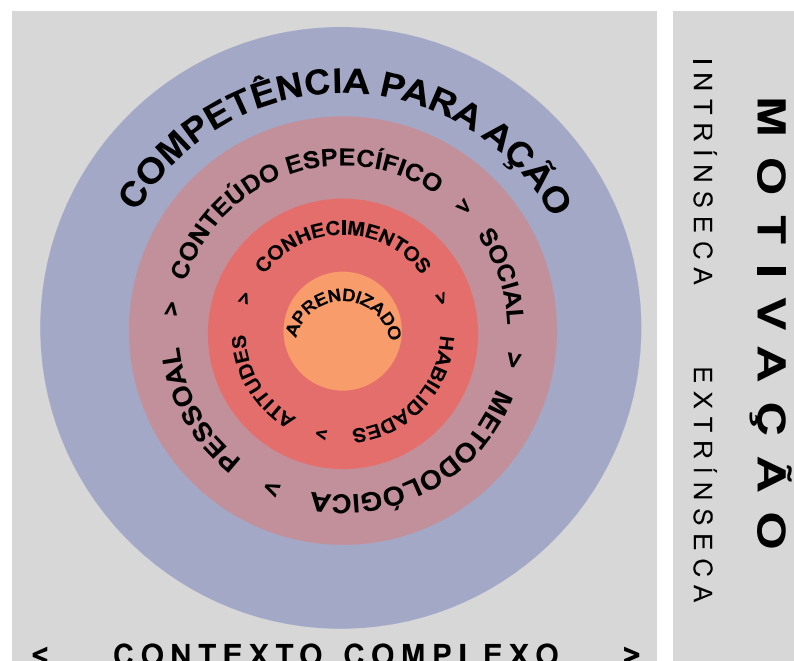 COMPETÊNCIA PARA AÇÃO
CONTEÚDO ESPECÍFICO > SOCIAL > METODOLÓGICA > PESSOAL >
CONHECIMENTOS > HABILIDADES > ATITUDES >
APRENDIZADO
< CONTEXTO COMPLEXO >
INTRÍNSECA EXTRÍNSECA
MOTIVAÇÃO